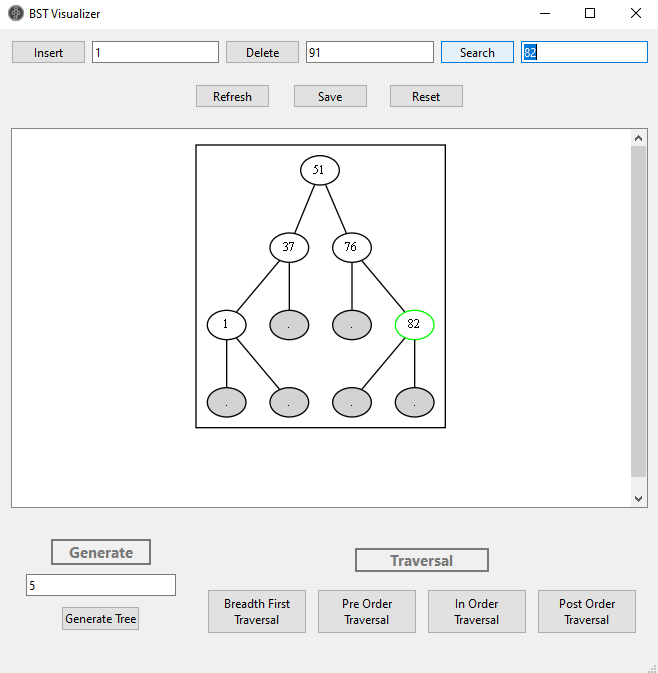 BST Visualizer
Insert 1 Delete 91 Search 82
Refresh Save Reset
51
37 76
1 . . 82
. . . .
Generate
Traversal
5
Breadth First Traversal
Pre Order Traversal
In Order Traversal
Post Order Traversal
Generate Tree